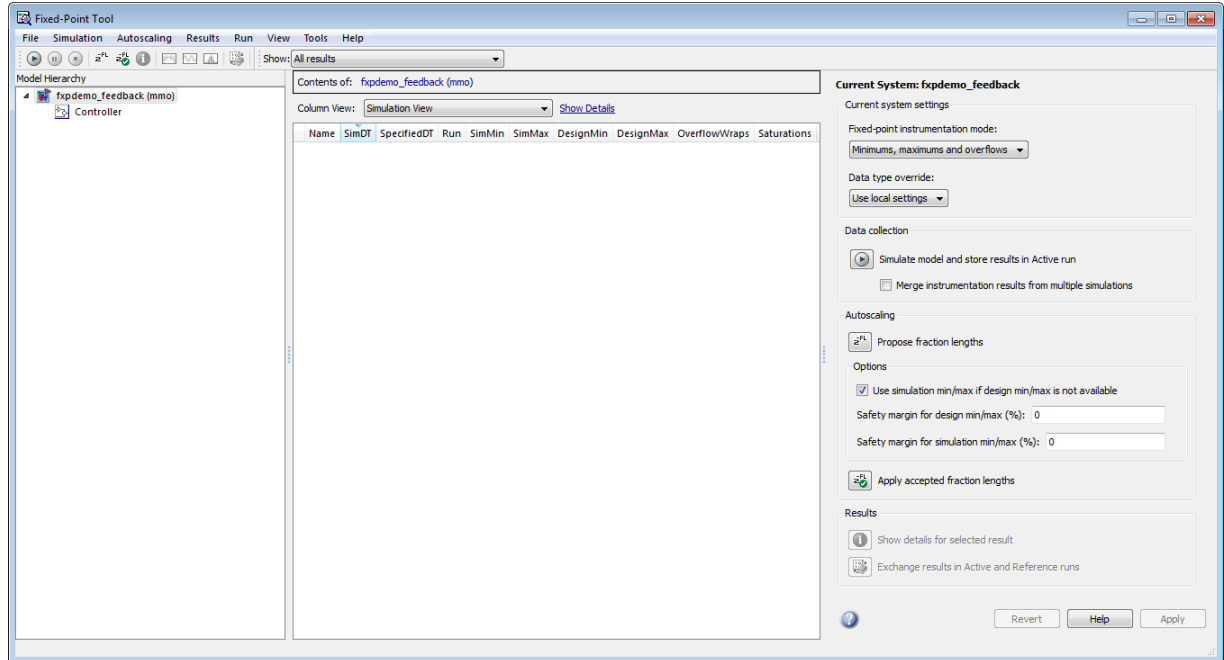 Fixed-Point Tool
File Simulation Autoscaling Results Run View Tools Help
Show: All results
Model Hierarchy
fxpdemo_feedback (mmo)
Controller
Contents of: fxpdemo_feedback (mmo)
Column View: Simulation View Show Details
Name SimDT SpecifiedDT Run SimMin SimMax DesignMin DesignMax OverflowWraps Saturations
Current System: fxpdemo_feedback
Current system settings
Fixed-point instrumentation mode:
Minimums, maximums and overflows
Data type override:
Use local settings
Data collection
Simulate model and store results in Active run
Merge instrumentation results from multiple simulations
Autoscaling
Propose fraction lengths
Options
Use simulation min/max if design min/max is not available
Safety margin for design min/max (%): 0
Safety margin for simulation min/max (%): 0
Apply accepted fraction lengths
Results
Show details for selected result
Exchange results in Active and Reference runs
Revert Help Apply